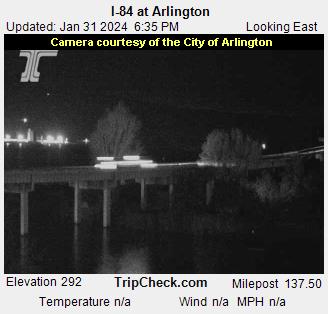 I-84 at Arlington
Updated: Jan 31 2024 6:35 PM Looking East
Camera courtesy of the City of Arlington
Elevation 292 TripCheck.com Milepost 137.50
Temperature n/a Wind n/a MPH n/a